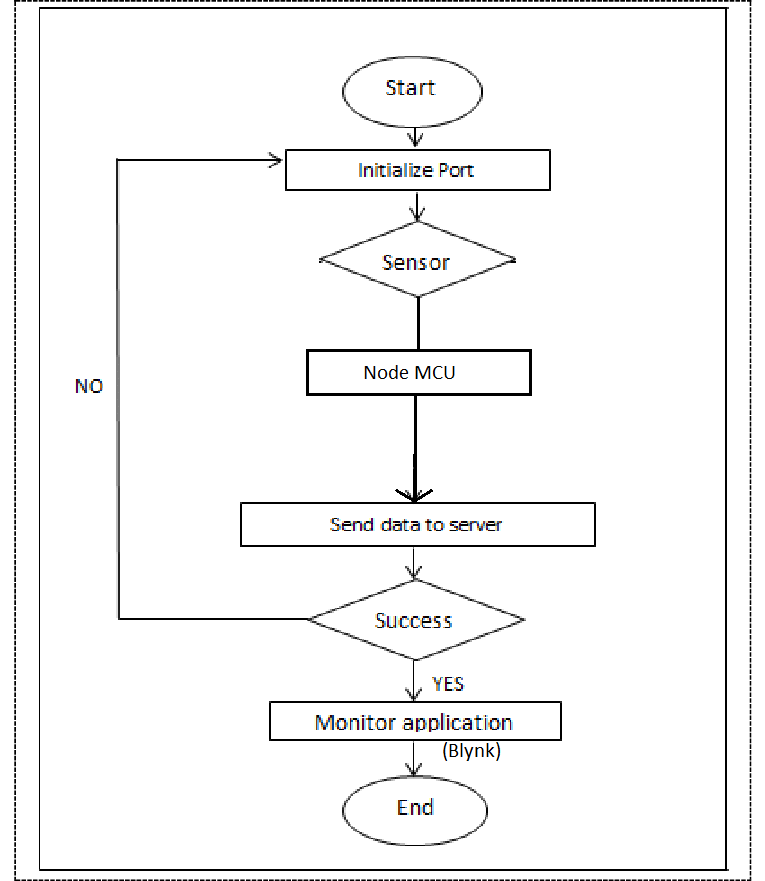 Start
Initialize Port
Sensor
Node MCU
NO
Send data to server
Success
YES
Monitor application
(Blynk)
End